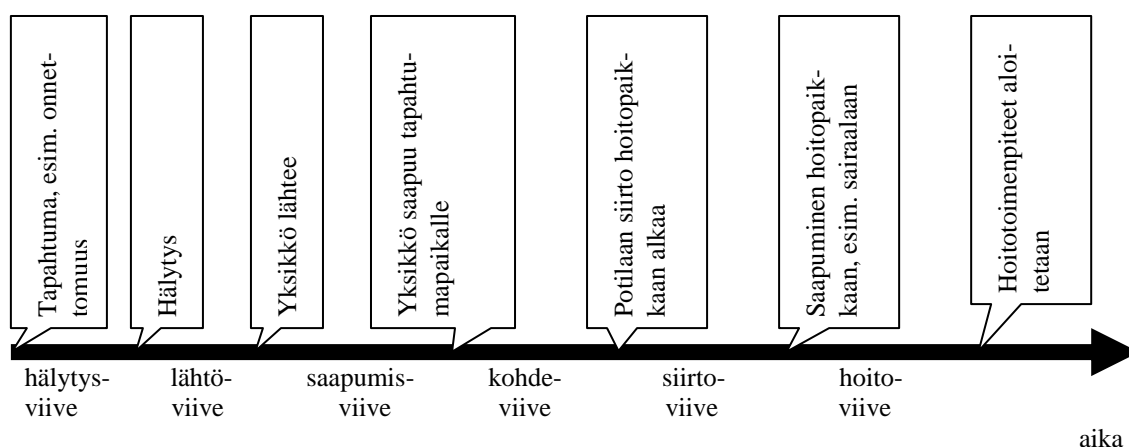 Tapahtuma, esim. onnet-
tomuus
Hälytys
Yksikkö lähtee
Yksikkö saapuu tapahtu-
mapaikalle
Potilaan siirto hoitopaik-
kaan alkaa
Saapuminen hoitopaik-
kaan, esim. sairaalaan
Hoitotoimenpiteet aloi-
tetaan
hälytys-
viive
lähtö-
viive
saapumis-
viive
kohde-
viive
siirto-
viive
hoito-
viive
aika